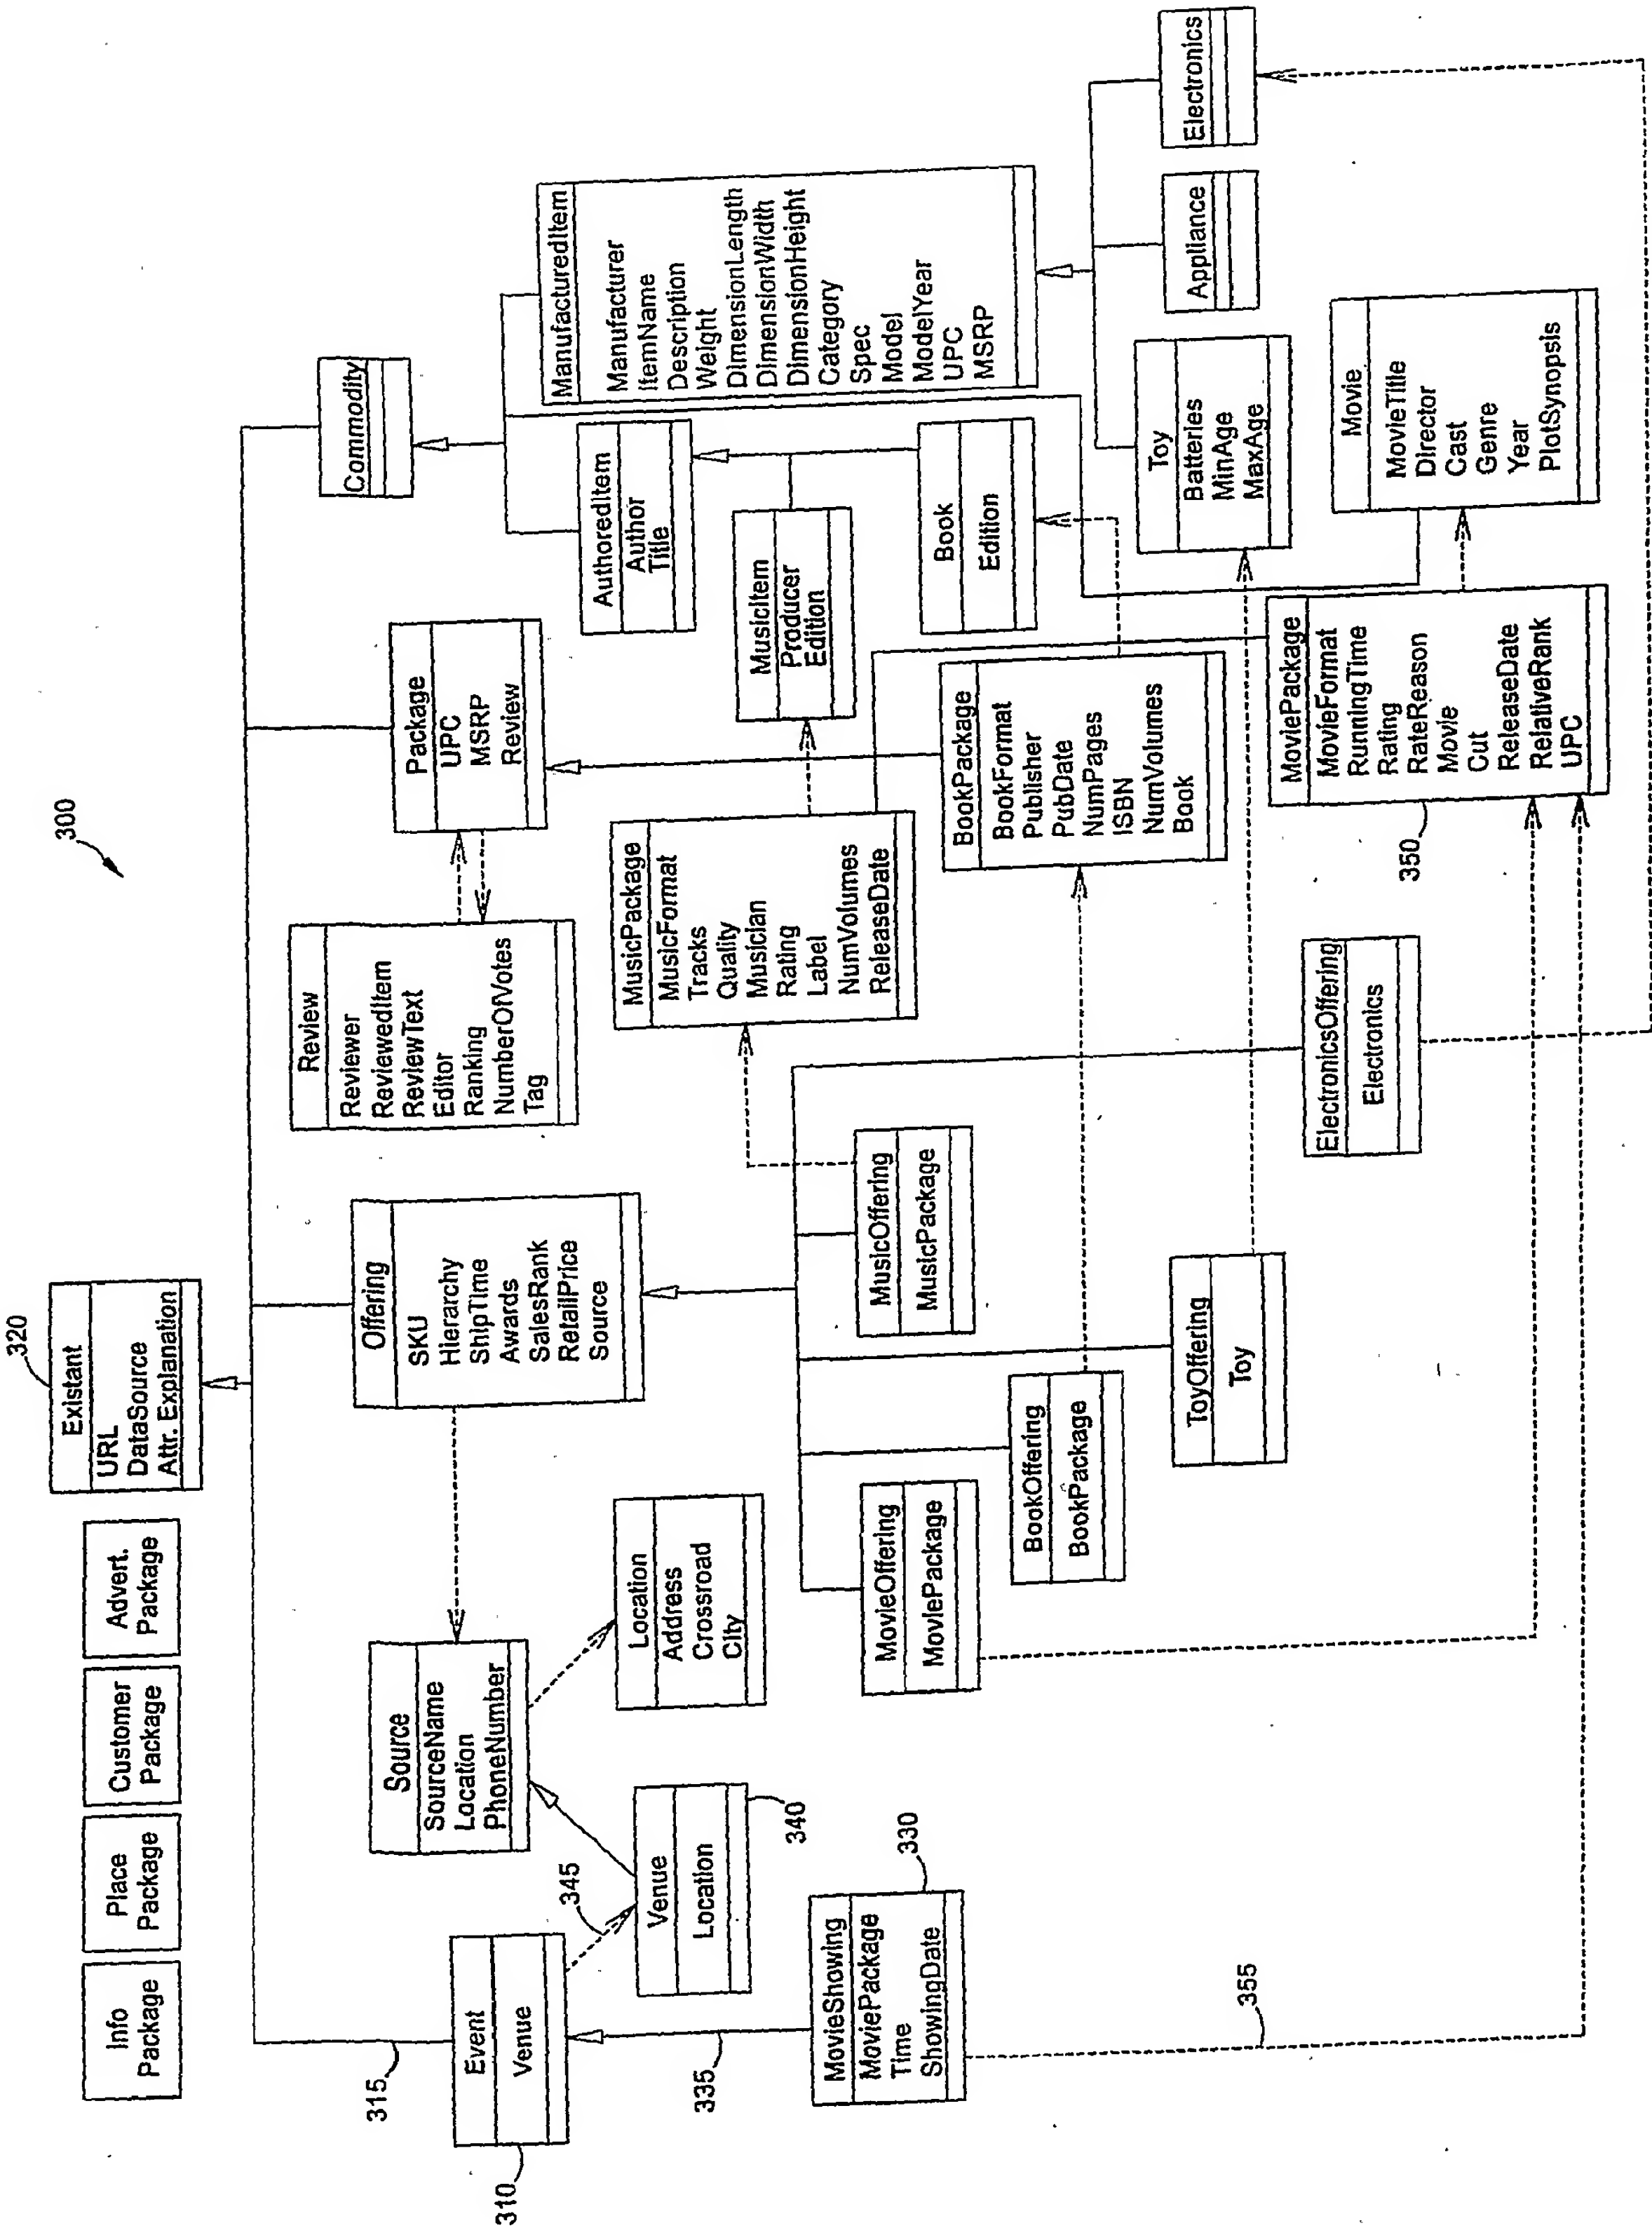 300
Info
Package
Place
Package
Customer
Package
Advert.
Package
320
Existant
URL
DataSource
Attr. Explanation
315
310
Event
Venue
345
Source
SourceName
Location
PhoneNumber
Offering
SKU
Hierarchy
ShipTime
Awards
SalesRank
RetailPrice
Source
Review
Reviewer
ReviewedItem
ReviewText
Editor
Ranking
NumberOfVotes
Tag
Package
UPC
MSRP
Review
Commodity
335
Venue
Location
340
Location
Address
Crossroad
City
MusicPackage
MusicFormat
Tracks
Quality
Musician
Rating
Label
NumVolumes
ReleaseDate
AuthoredItem
Author
Title
ManufacturedItem
Manufacturer
ItemName
Description
Weight
DimensionLength
DimensionWidth
DimensionHeight
Category
Spec
Model
ModelYear
UPC
MSRP
MusicItem
Producer
Edition
MovieShowing
MoviePackage
Time
ShowingDate
330
MovieOffering
MoviePackage
MusicOffering
MusicPackage
BookPackage
BookFormat
Publisher
PubDate
NumPages
ISBN
NumVolumes
Book
Book
Edition
BookOffering
BookPackage
ToyOffering
Toy
Toy
Batteries
MinAge
MaxAge
Appliance
Electronics
355
ElectronicsOffering
Electronics
350
MoviePackage
MovieFormat
RunningTime
Rating
RateReason
Movie
Cut
ReleaseDate
RelativeRank
UPC
Movie
MovieTitle
Director
Cast
Genre
Year
PlotSynopsis